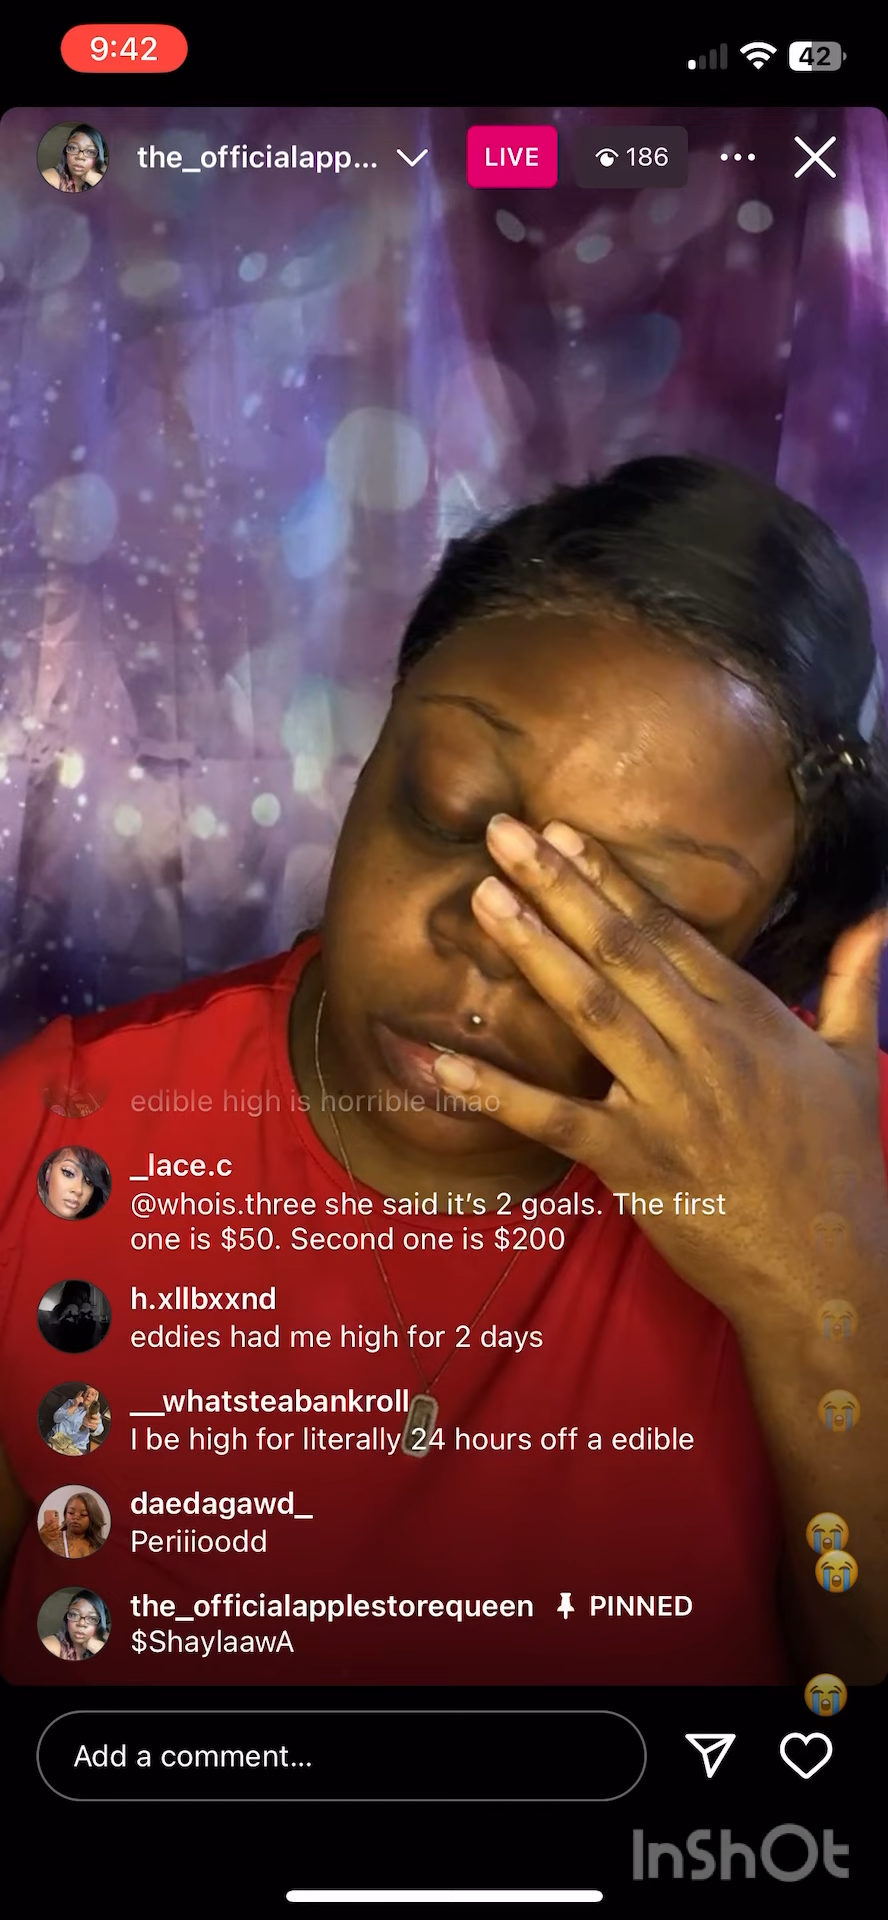 9:42
42
the_officialapp...
LIVE
186
edible high is horrible lmao
_lace.c
@whois.three she said it’s 2 goals. The first
one is $50. Second one is $200
h.xllbxxnd
eddies had me high for 2 days
__whatsteabankroll
I be high for literally 24 hours off a edible
daedagawd_
Periiioodd
the_officialapplestorequeen PINNED
$ShaylaawA
Add a comment...
InShOt